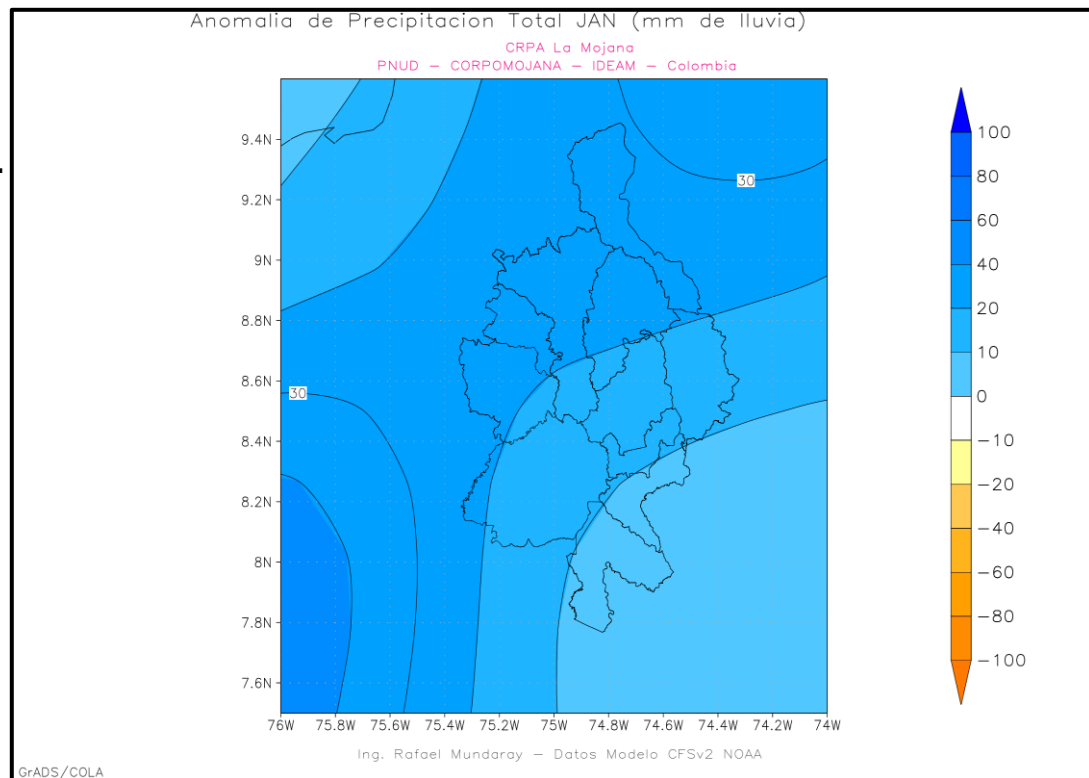 Anomalia de Precipitacion Total JAN (mm de lluvia)
CRPA La Mojana
PNUD – CORPOMOJANA – IDEAM – Colombia
9.4N
9.2N
9N
8.8N
8.6N
8.4N
8.2N
8N
7.8N
7.6N
30
30
76W 75.8W 75.6W 75.4W 75.2W 75W 74.8W 74.6W 74.4W 74.2W 74W
100
80
60
40
20
10
0
−10
−20
−40
−60
−80
−100
Ing. Rafael Mundaray – Datos Modelo CFSv2 NOAA
GrADS/COLA